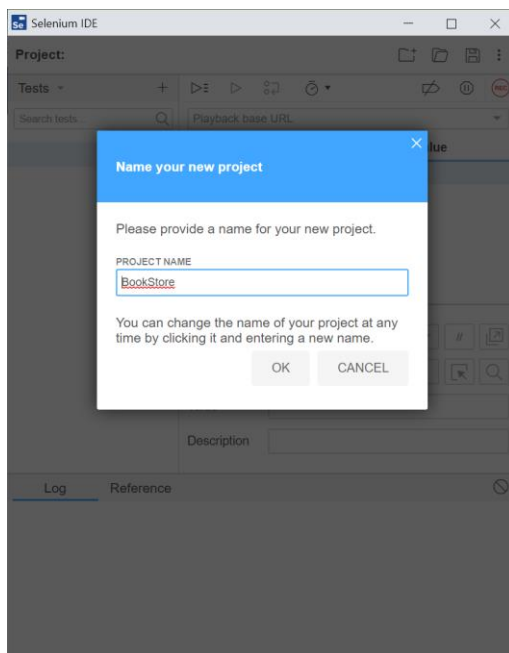 Se Selenium IDE
Project:
Tests
Search tests...
Playback base URL
REC
Name your new project
lue
Please provide a name for your new project.
PROJECT NAME
BookStore
You can change the name of your project at any
time by clicking it and entering a new name.
//
OK CANCEL
Description
Log Reference